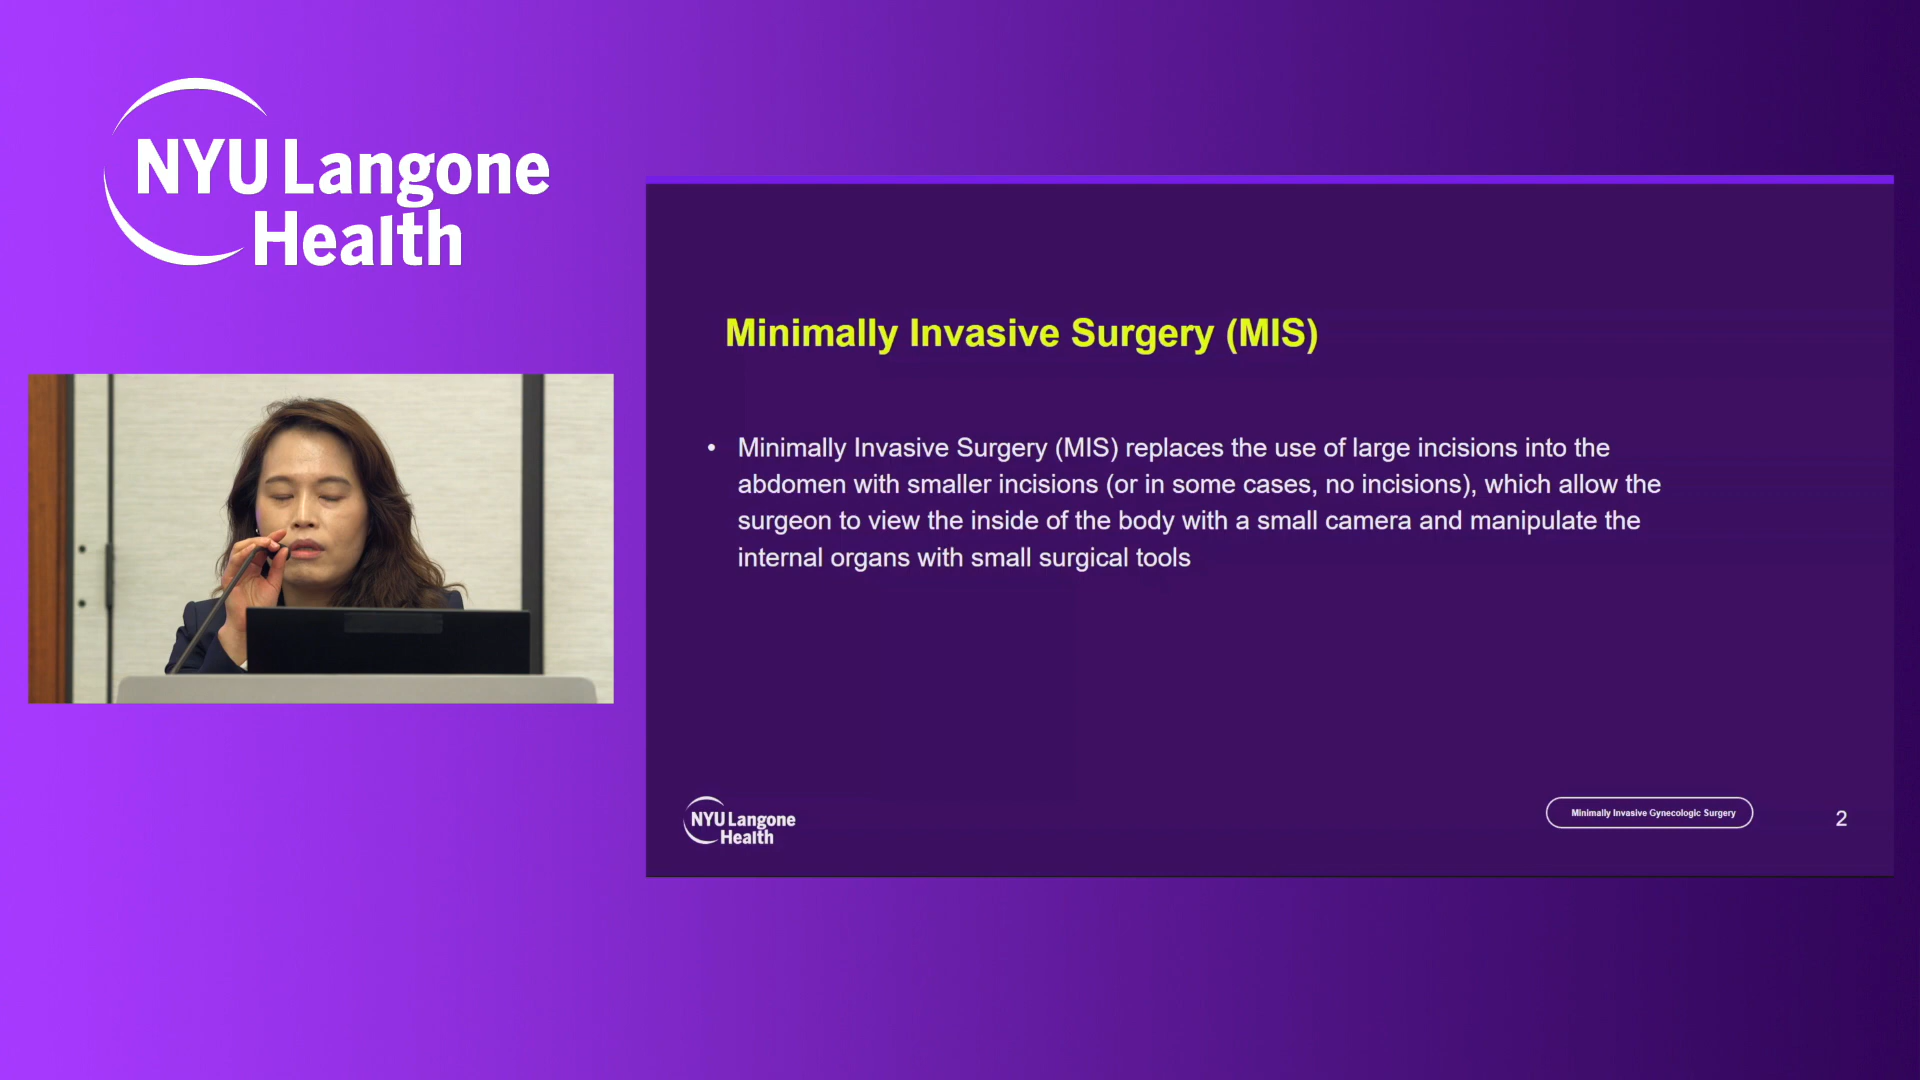 NYU Langone
Health
Minimally Invasive Surgery (MIS)
• Minimally Invasive Surgery (MIS) replaces the use of large incisions into the
abdomen with smaller incisions (or in some cases, no incisions), which allow the
surgeon to view the inside of the body with a small camera and manipulate the
internal organs with small surgical tools
NYU Langone
Health
Minimally Invasive Gynecologic Surgery
2